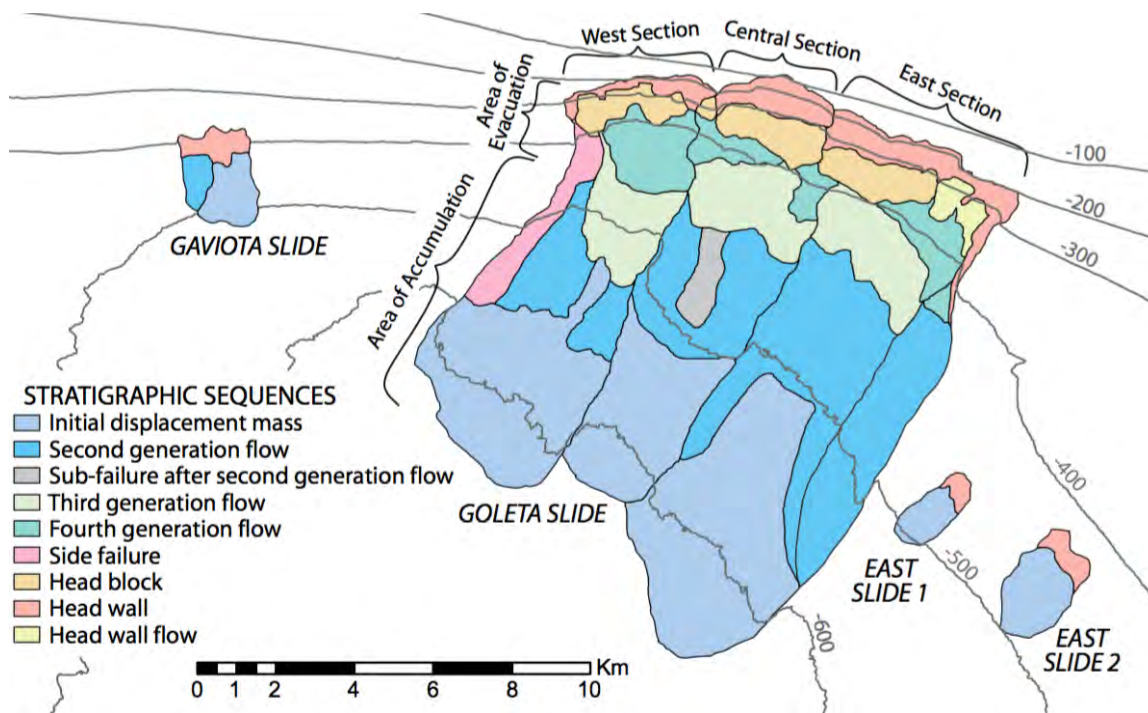 West Section
Central Section
East Section
Area of
Evacuation
Area of Accumulation
-100
-200
-300
GAVIOTA SLIDE
STRATIGRAPHIC SEQUENCES
Initial displacement mass
Second generation flow
Sub-failure after second generation flow
Third generation flow
Fourth generation flow
Side failure
Head block
Head wall
Head wall flow
GOLETA SLIDE
-400
-500
-600
EAST
SLIDE 1
EAST
SLIDE 2
Km
0 1 2 4 6 8 10